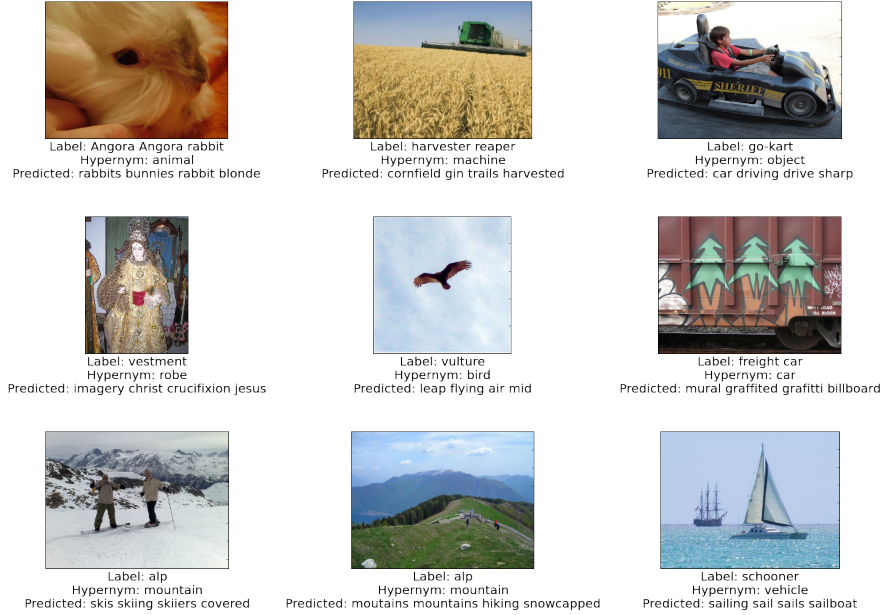 911
SHERIFF
Label: Angora Angora rabbit
Hypernym: animal
Predicted: rabbits bunnies rabbit blonde
Label: harvester reaper
Hypernym: machine
Predicted: cornfield gin trails harvested
Label: go-kart
Hypernym: object
Predicted: car driving drive sharp
Label: vestment
Hypernym: robe
Predicted: imagery christ crucifixion jesus
Label: vulture
Hypernym: bird
Predicted: leap flying air mid
Label: freight car
Hypernym: car
Predicted: mural graffited grafitti billboard
Label: alp
Hypernym: mountain
Predicted: skis skiing skiiers covered
Label: alp
Hypernym: mountain
Predicted: moutains mountains hiking snowcapped
Label: schooner
Hypernym: vehicle
Predicted: sailing sail sails sailboat